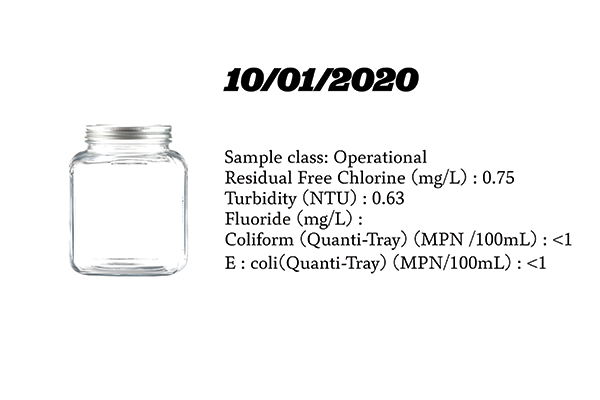 10/01/2020
Sample class: Operational
Residual Free Chlorine (mg/L) : 0.75
Turbidity (NTU) : 0.63
Fluoride (mg/L) :
Coliform (Quanti-Tray) (MPN /100mL) : <1
E : coli(Quanti-Tray) (MPN/100mL) : <1